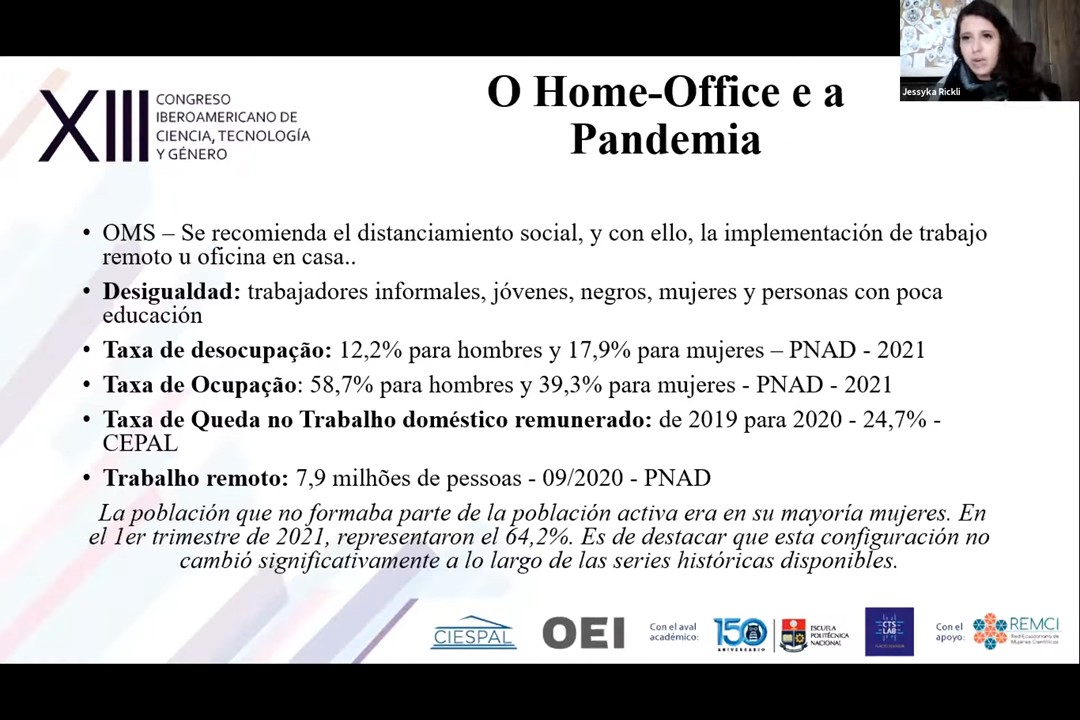 Jessyka Rickli
XIII
CONGRESO
IBEROAMERICANO DE
CIENCIA, TECNOLOGÍA
Y GÉNERO
O Home-Office e a
Pandemia
• OMS – Se recomienda el distanciamiento social, y con ello, la implementación de trabajo
remoto u oficina en casa..
• Desigualdad: trabajadores informales, jóvenes, negros, mujeres y personas con poca
educación
• Taxa de desocupação: 12,2% para hombres y 17,9% para mujeres – PNAD - 2021
• Taxa de Ocupação: 58,7% para hombres y 39,3% para mujeres - PNAD - 2021
• Taxa de Queda no Trabalho doméstico remunerado: de 2019 para 2020 - 24,7% -
CEPAL
• Trabalho remoto: 7,9 milhões de pessoas - 09/2020 - PNAD
La población que no formaba parte de la población activa era en su mayoría mujeres. En
el 1er trimestre de 2021, representaron el 64,2%. Es de destacar que esta configuración no
cambió significativamente a lo largo de las series históricas disponibles.
CIESPAL
OEI
Con el aval
académico:
150
ANIVERSARIO
ESCUELA
POLITÉCNICA
NACIONAL
CTS
LAB
Con el
apoyo:
REMCI
Red Ecuatoriana de
Mujeres Científicas